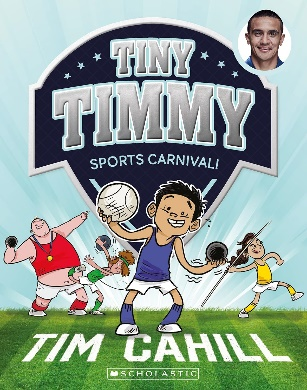 TINY
TIMMY
SPORTS CARNIVAL!
TIM CAHILL
SCHOLASTIC